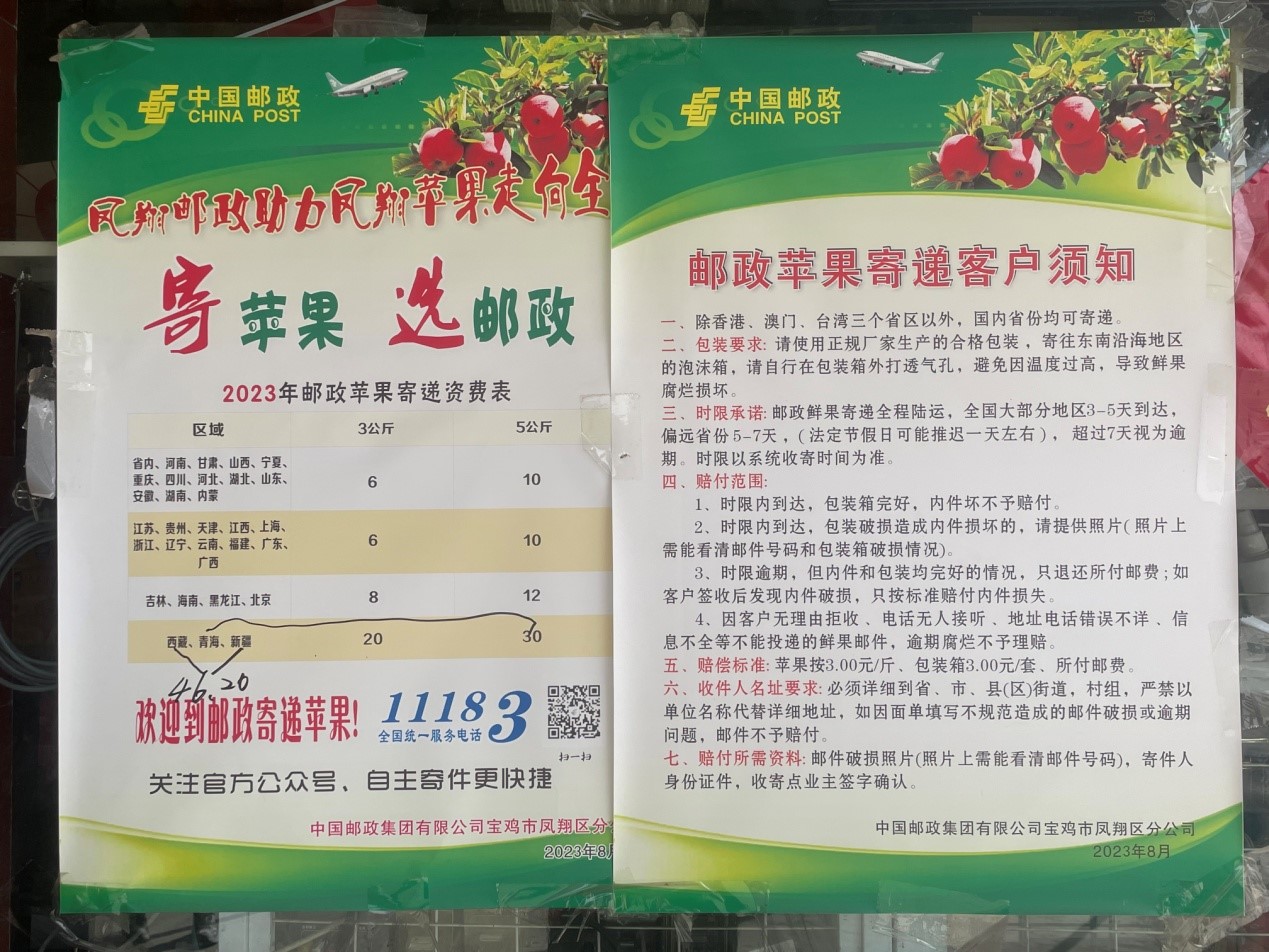 中国邮政
CHINA POST
凤翔邮政助力凤翔苹果走向全
寄苹果 选邮政
2023年邮政苹果寄递资费表
区域 3公斤 5公斤
省内、河南、甘肃、山西、宁夏、
重庆、四川、河北、湖北、山东、
安徽、湖南、内蒙
6 10
江苏、贵州、天津、江西、上海、
浙江、辽宁、云南、福建、广东、
广西
6 10
吉林、海南、黑龙江、北京 8 12
西藏、青海、新疆 20 30
46.20
欢迎到邮政寄递苹果!
11183
全国统一服务电话
扫一扫
关注官方公众号、自主寄件更快捷
中国邮政集团有限公司宝鸡市凤翔区分
2023年8月
中国邮政
CHINA POST
邮政苹果寄递客户须知
一、除香港、澳门、台湾三个省区以外，国内省份均可寄递。
二、包装要求: 请使用正规厂家生产的合格包装，寄往东南沿海地区
的泡沫箱，请自行在包装箱外打透气孔，避免因温度过高，导致鲜果
腐烂损坏。
三、时限承诺: 邮政鲜果寄递全程陆运，全国大部分地区3-5天到达，
偏远省份5-7天，(法定节假日可能推迟一天左右)，超过7天视为逾
期。时限以系统收寄时间为准。
四、赔付范围:
1、时限内到达，包装箱完好，内件坏不予赔付。
2、时限内到达，包装破损造成内件损坏的，请提供照片(照片上
需能看清邮件号码和包装箱破损情况)。
3、时限逾期，但内件和包装均完好的情况，只退还所付邮费;如
客户签收后发现内件破损，只按标准赔付内件损失。
4、因客户无理由拒收、电话无人接听、地址电话错误不详、信
息不全等不能投递的鲜果邮件，逾期腐烂不予理赔。
五、赔偿标准: 苹果按3.00元/斤、包装箱3.00元/套、所付邮费。
六、收件人名址要求: 必须详细到省、市、县(区)街道，村组，严禁以
单位名称代替详细地址，如因面单填写不规范造成的邮件破损或逾期
问题，邮件不予赔付。
七、赔付所需资料: 邮件破损照片(照片上需能看清邮件号码)，寄件人
身份证件，收寄点业主签字确认。
中国邮政集团有限公司宝鸡市凤翔区分公司
2023年8月